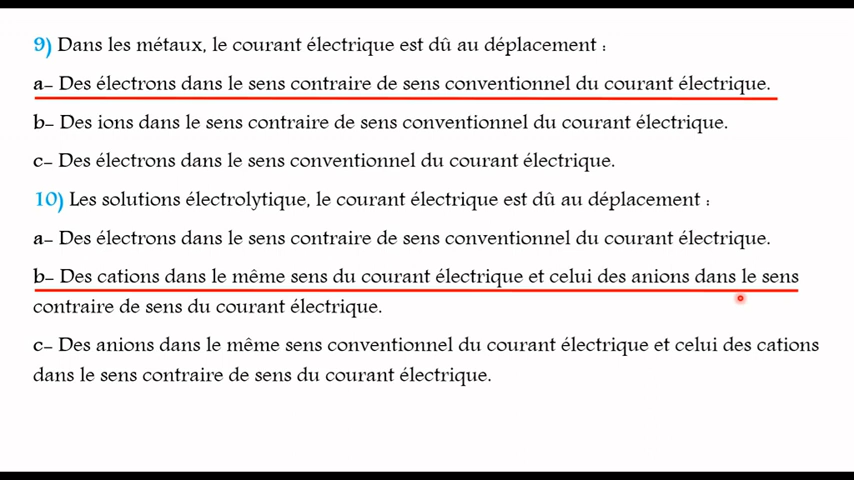 9) Dans les métaux, le courant électrique est dû au déplacement :
a- Des électrons dans le sens contraire de sens conventionnel du courant électrique.
b- Des ions dans le sens contraire de sens conventionnel du courant électrique.
c- Des électrons dans le sens conventionnel du courant électrique.
10) Les solutions électrolytique, le courant électrique est dû au déplacement :
a- Des électrons dans le sens contraire de sens conventionnel du courant électrique.
b- Des cations dans le même sens du courant électrique et celui des anions dans le sens
contraire de sens du courant électrique.
c- Des anions dans le même sens conventionnel du courant électrique et celui des cations
dans le sens contraire de sens du courant électrique.